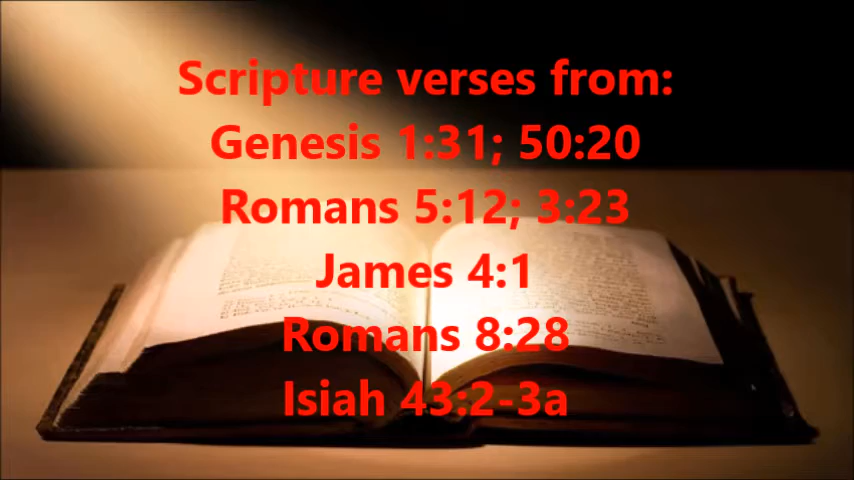 Scripture verses from:
Genesis 1:31; 50:20
Romans 5:12; 3:23
James 4:1
Romans 8:28
Isiah 43:2-3a